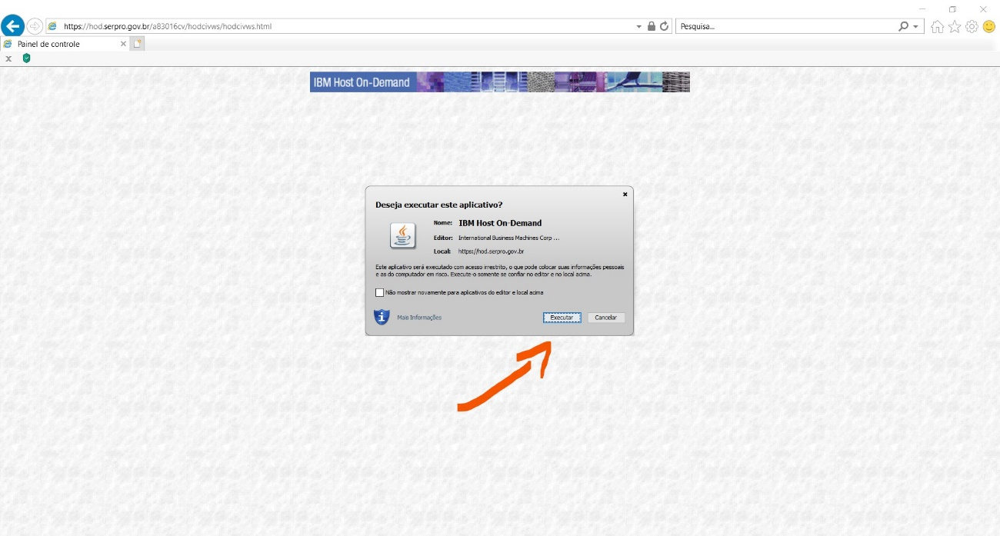 https://hod.serpro.gov.br/a83016cv/hodcivws/hodcivws.html
Pesquisa...
Painel de controle
x
IBM Host On-Demand
Deseja executar este aplicativo?
Nome: IBM Host On-Demand
Editor: International Business Machines Corp ...
Local: https://hod.serpro.gov.br
Este aplicativo será executado com acesso irrestrito, o que pode colocar suas informações pessoais
e as do computador em risco. Execute-o somente se confiar no editor e no local acima.
Não mostrar novamente para aplicativos do editor e local acima
Mais Informações
Executar
Cancelar